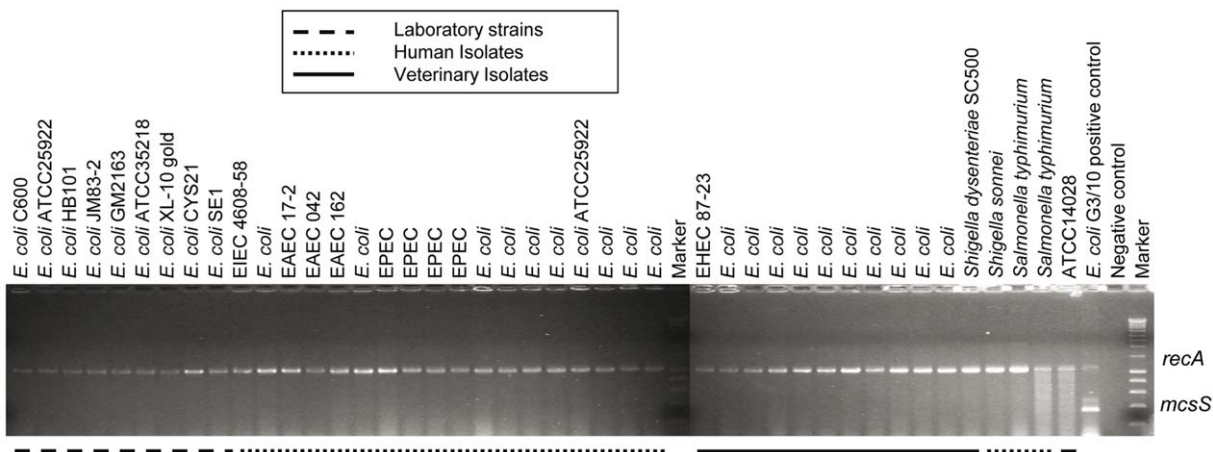 Laboratory strains
Human Isolates
Veterinary Isolates
E. coli C600
E. coli ATCC25922
E. coli HB101
E. coli JM83-2
E. coli GM2163
E. coli ATCC35218
E. coli XL-10 gold
E. coli CYS21
E. coli SE1
EIEC 4608-58
E. coli
EAEC 17-2
EAEC 042
EAEC 162
E. coli
EPEC
EPEC
EPEC
EPEC
E. coli
E. coli
E. coli
E. coli
E. coli ATCC25922
E. coli
E. coli
E. coli
Marker
EHEC 87-23
E. coli
E. coli
E. coli
E. coli
E. coli
E. coli
E. coli
E. coli
E. coli
E. coli
Shigella dysenteriae SC500
Shigella sonnei
Salmonella typhimurium
Salmonella typhimurium
ATCC14028
E. coli G3/10 positive control
Negative control
Marker
recA
mcsS